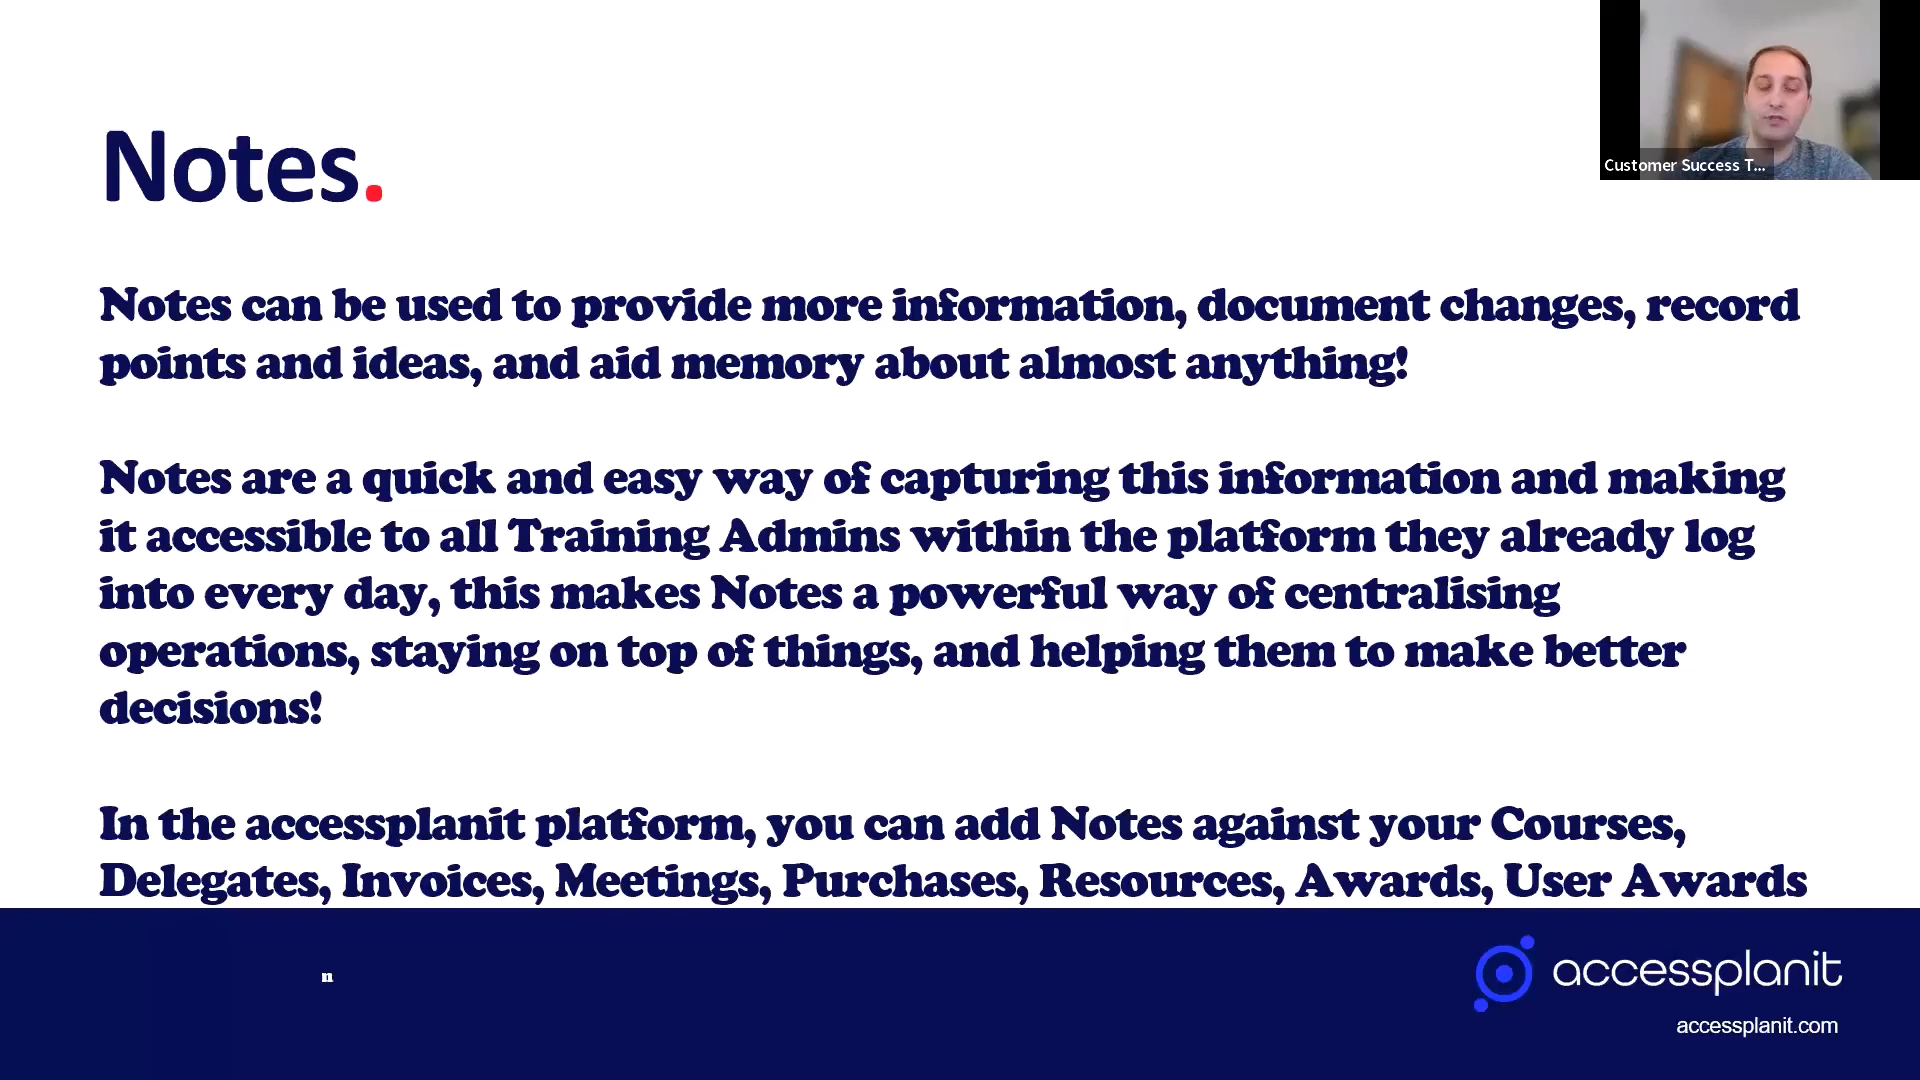 Notes.
Customer Success T...
Notes can be used to provide more information, document changes, record
points and ideas, and aid memory about almost anything!
Notes are a quick and easy way of capturing this information and making
it accessible to all Training Admins within the platform they already log
into every day, this makes Notes a powerful way of centralising
operations, staying on top of things, and helping them to make better
decisions!
In the accessplanit platform, you can add Notes against your Courses,
Delegates, Invoices, Meetings, Purchases, Resources, Awards, User Awards
n
accessplanit
accessplanit.com